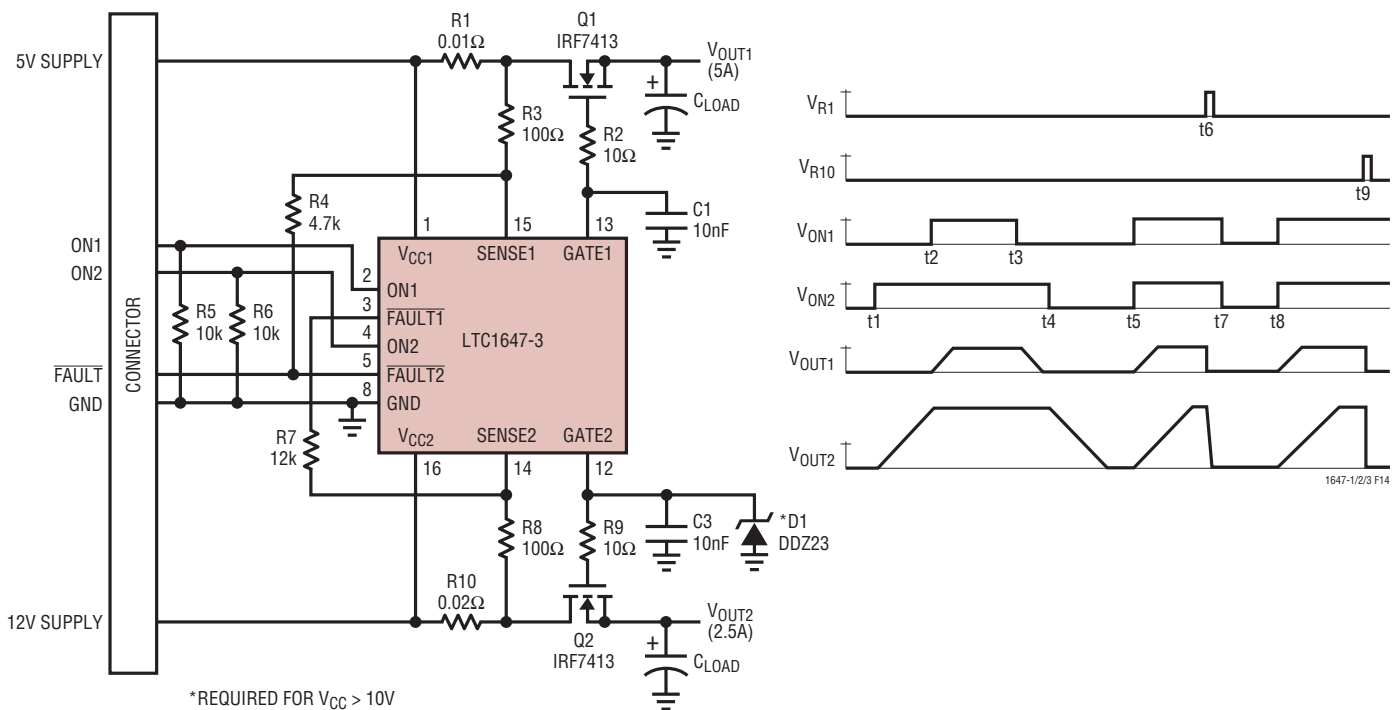 5V SUPPLY
R1
0.01Ω
Q1
IRF7413
VOUT1
(5A)
+
CLOAD
R3
100Ω
R2
10Ω
R4
4.7k
C1
10nF
1
15
13
VCC1
SENSE1
GATE1
ON1
ON2
CONNECTOR
R5
10k
R6
10k
2
ON1
3
FAULT1
4
ON2
5
FAULT2
8
GND
LTC1647-3
FAULT
GND
R7
12k
VCC2
SENSE2
GATE2
16
14
12
R8
100Ω
R9
10Ω
C3
10nF
*D1
DDZ23
12V SUPPLY
R10
0.02Ω
Q2
IRF7413
VOUT2
(2.5A)
+
CLOAD
*REQUIRED FOR VCC > 10V
VR1
t6
VR10
t9
VON1
t2
t3
VON2
t1
t4
t5
t7
t8
VOUT1
VOUT2
1647-1/2/3 F14